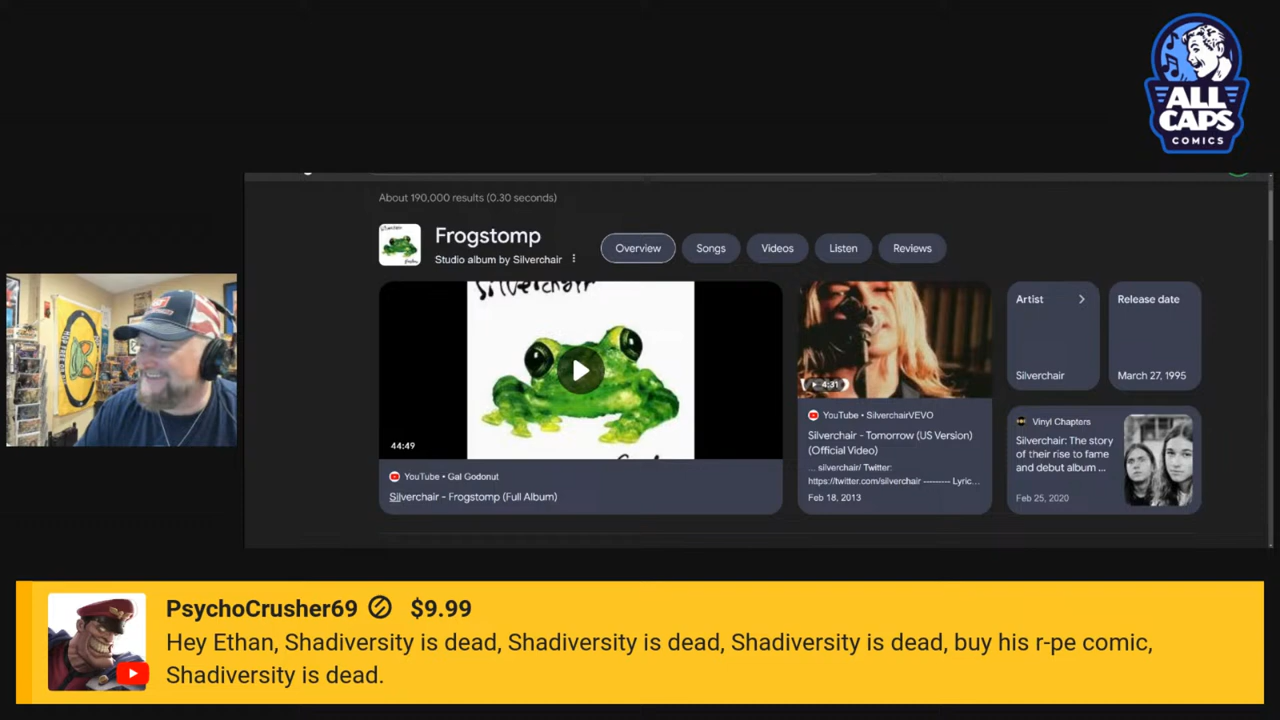 ALL
CAPS
COMICS
About 190,000 results (0.30 seconds)
Frogstomp
Studio album by Silverchair
Overview
Songs
Videos
Listen
Reviews
silverchair
44:49
YouTube • Gal Godonut
Silverchair - Frogstomp (Full Album)
4:31
YouTube • SilverchairVEVO
Silverchair - Tomorrow (US Version)
(Official Video)
... silverchair/ Twitter:
https://twitter.com/silverchair --------- Lyric...
Feb 18, 2013
Artist
Silverchair
Release date
March 27, 1995
Vinyl Chapters
Silverchair: The story
of their rise to fame
and debut album ...
Feb 25, 2020
PsychoCrusher69 $9.99
Hey Ethan, Shadiversity is dead, Shadiversity is dead, Shadiversity is dead, buy his r-pe comic,
Shadiversity is dead.